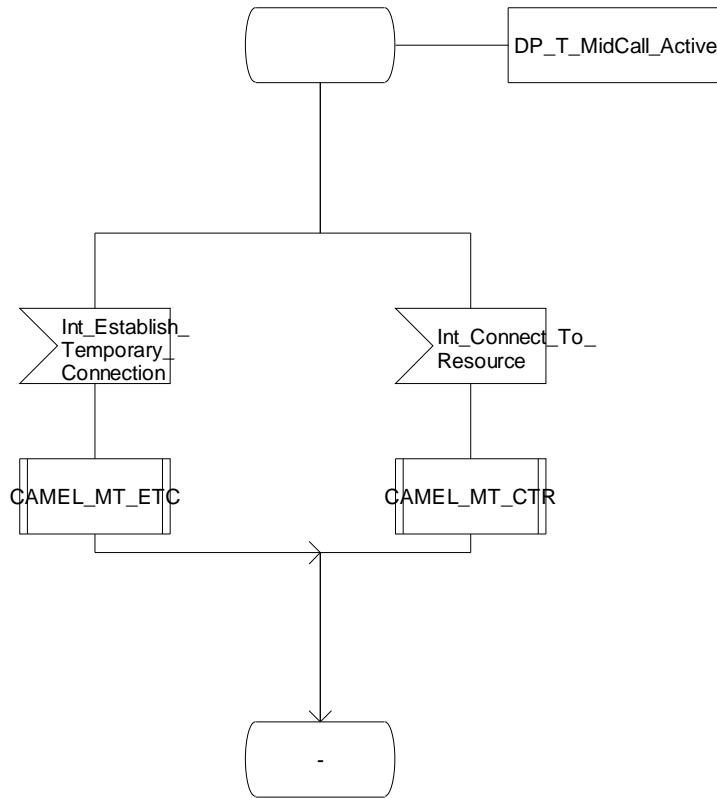 DP_T_MidCall_Active
Int_Establish_
Temporary_
Connection
Int_Connect_To_
Resource
CAMEL_MT_ETC
CAMEL_MT_CTR
-